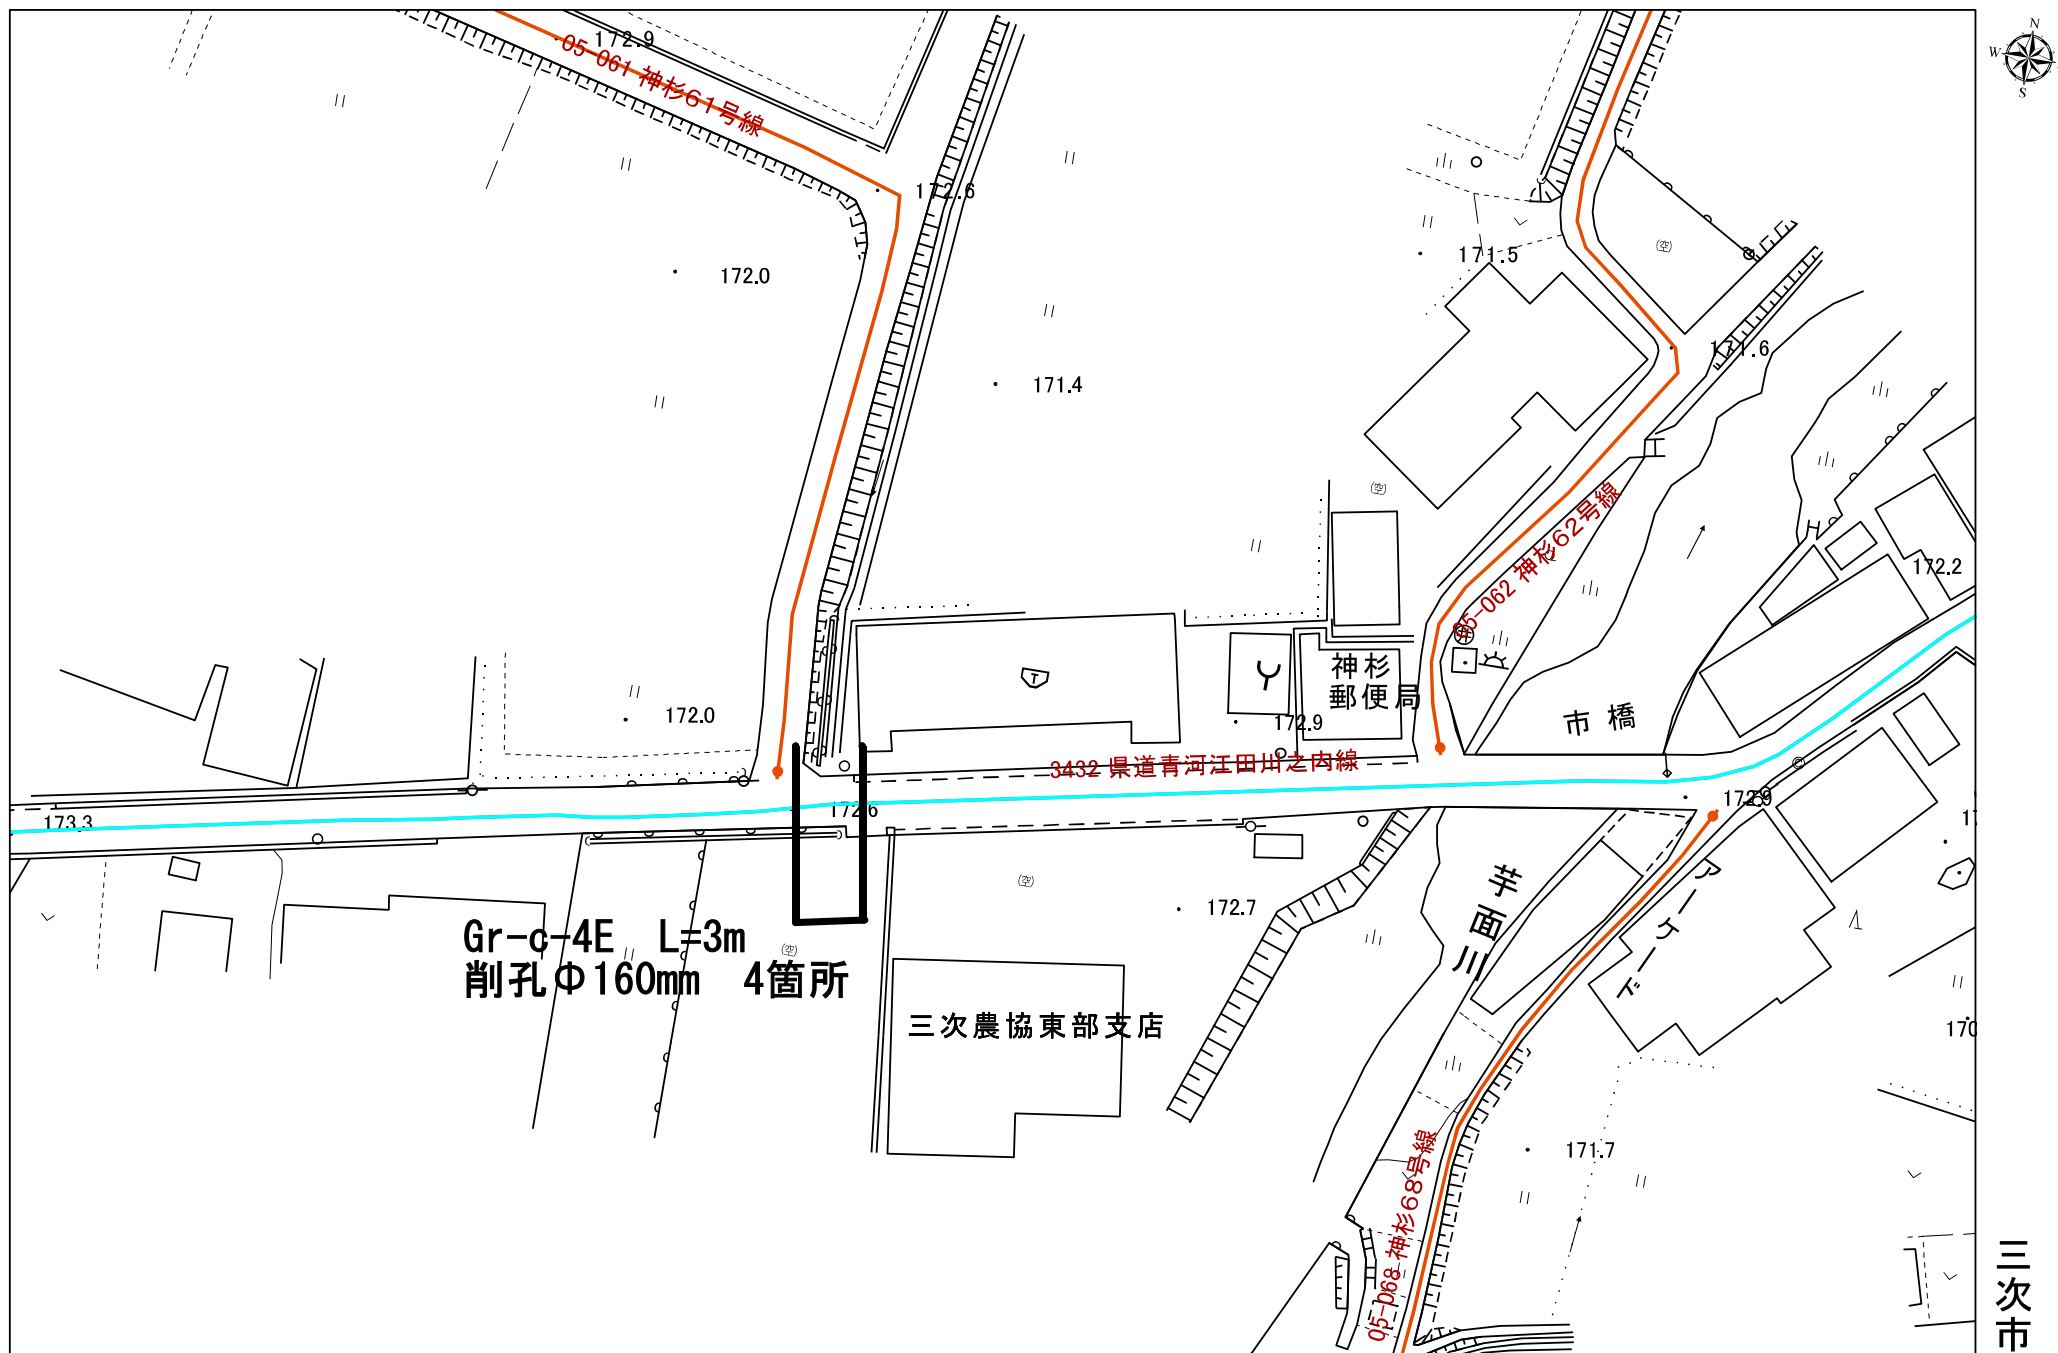 172.9
05-061 神杉61号線
N
W
S
172.6
172.0
171.5
(空)
171.6
171.4
(空)
05-062 神杉62号線
172.2
172.0
神杉
郵便局
172.9
市橋
3432 県道青河江田川之内線
173.3
172.6
172.9
芋面川
アーケード
(空)
172.7
Gr-c-4E L=3m
削孔Φ160mm 4箇所
(空)
三次農協東部支店
170
171.7
05-068 神杉68号線
三次市